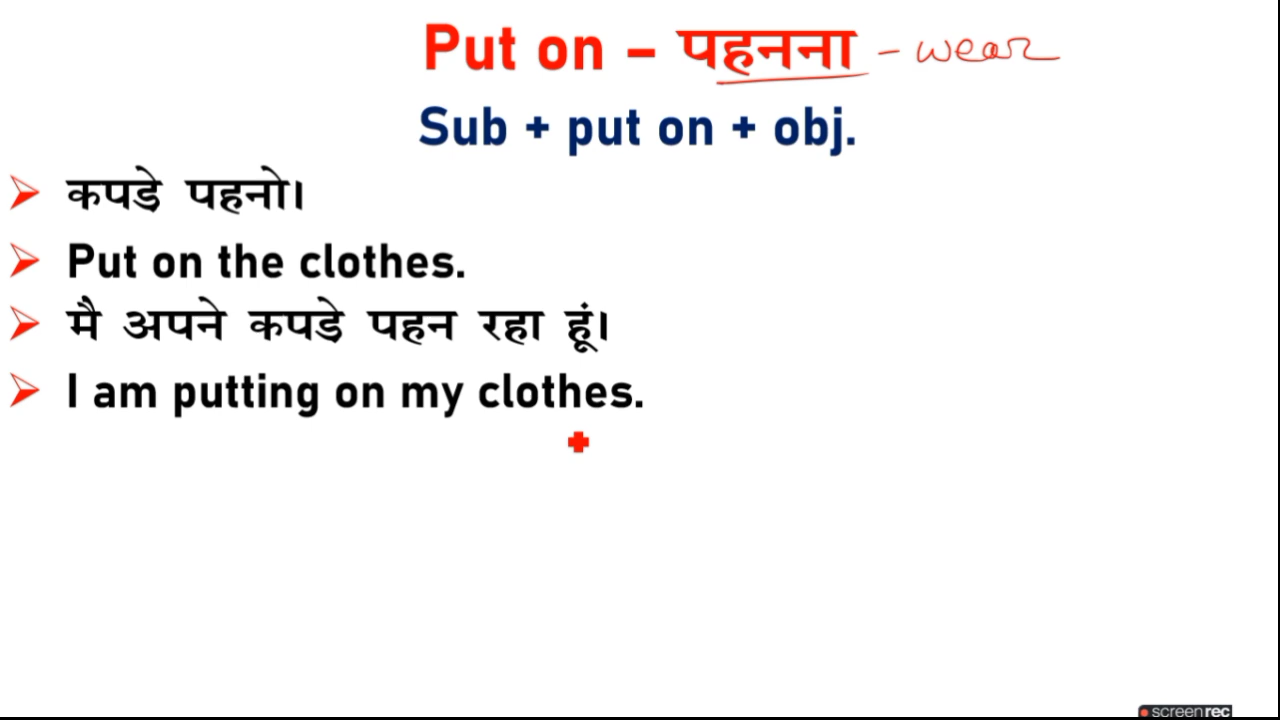 Put on – पहनना - wear
Sub + put on + obj.
कपडे पहनो।
Put on the clothes.
मै अपने कपडे पहन रहा हूं।
I am putting on my clothes.
screenrec